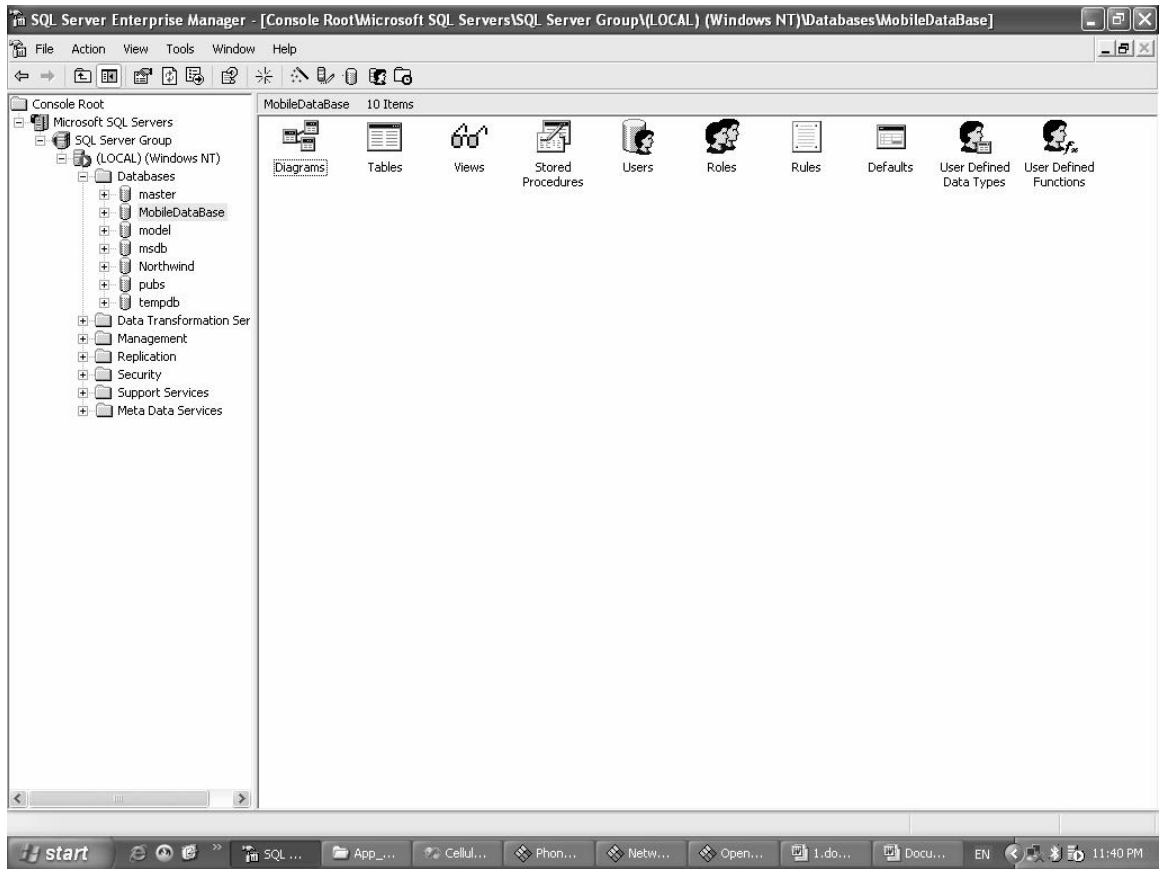 SQL Server Enterprise Manager - [Console Root\Microsoft SQL Servers\SQL Server Group\(LOCAL) (Windows NT)\Databases\MobileDataBase]
File Action View Tools Window Help
Console Root
Microsoft SQL Servers
SQL Server Group
(LOCAL) (Windows NT)
Databases
master
MobileDataBase
model
msdb
Northwind
pubs
tempdb
Data Transformation Ser
Management
Replication
Security
Support Services
Meta Data Services
MobileDataBase 10 Items
Diagrams
Tables
Views
Stored
Procedures
Users
Roles
Rules
Defaults
User Defined
Data Types
User Defined
Functions
start
SQL ...
App_...
Cellul...
Phon...
Netw...
Open...
1.do...
Docu...
EN
11:40 PM